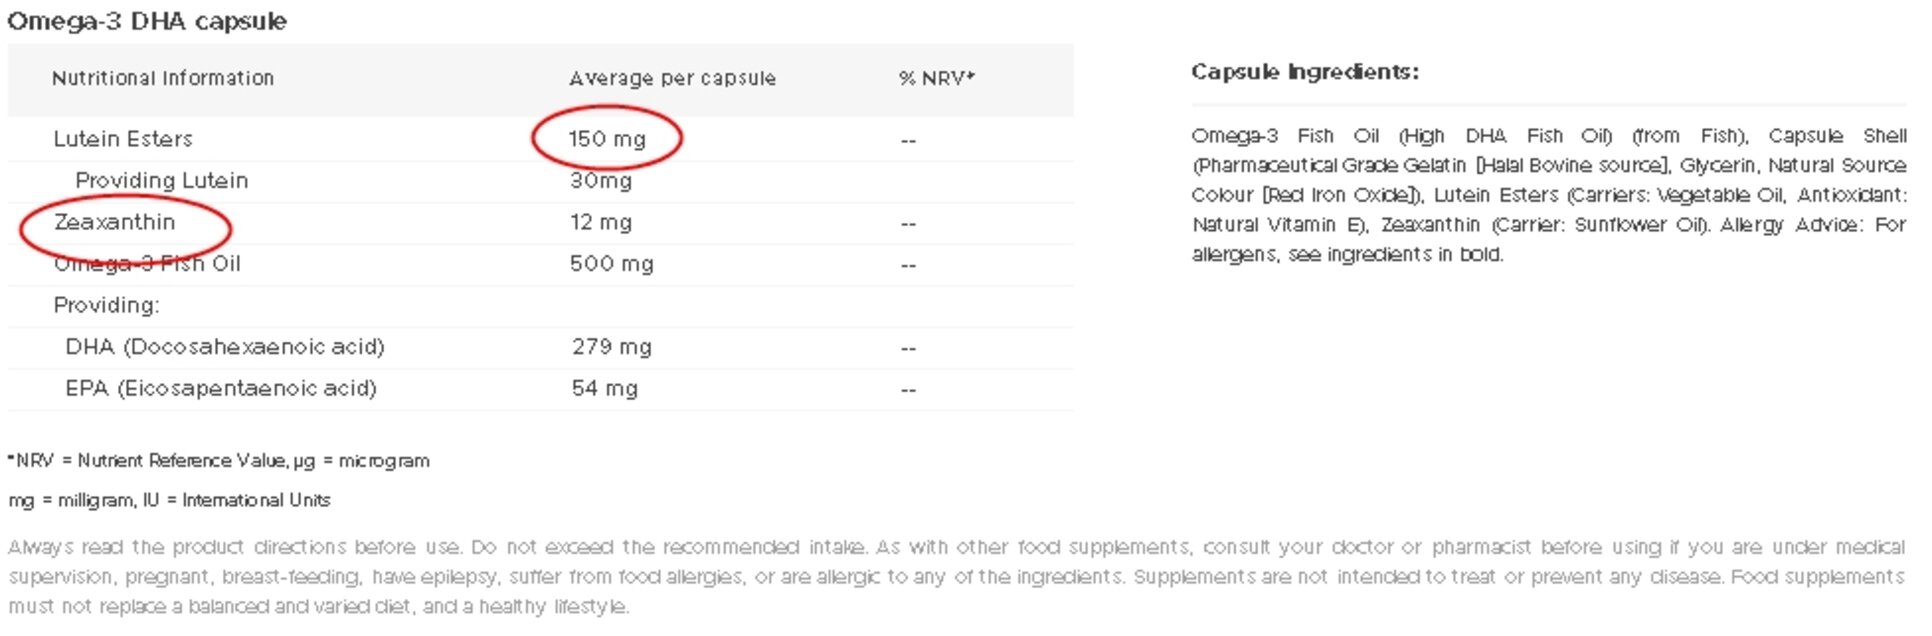 Omega-3 DHA capsule
Nutritional Information Average per capsule % NRV*
Lutein Esters 150 mg --
Providing Lutein 30mg
Zeaxanthin 12 mg --
Omega-3 Fish Oil 500 mg --
Providing:
DHA (Docosahexaenoic acid) 279 mg --
EPA (Eicosapentaenoic acid) 54 mg --
*NRV = Nutrient Reference Value, µg = microgram
mg = milligram, IU = International Units
Capsule Ingredients:
Omega-3 Fish Oil (High DHA Fish Oil) (from Fish), Capsule Shell
(Pharmaceutical Grade Gelatin [Halal Bovine source], Glycerin, Natural Source
Colour [Red Iron Oxide]), Lutein Esters (Carriers: Vegetable Oil, Antioxidant:
Natural Vitamin E), Zeaxanthin (Carrier: Sunflower Oil). Allergy Advice: For
allergens, see ingredients in bold.
Always read the product directions before use. Do not exceed the recommended intake. As with other food supplements, consult your doctor or pharmacist before using if you are under medical
supervision, pregnant, breast-feeding, have epilepsy, suffer from food allergies, or are allergic to any of the ingredients. Supplements are not intended to treat or prevent any disease. Food supplements
must not replace a balanced and varied diet, and a healthy lifestyle.